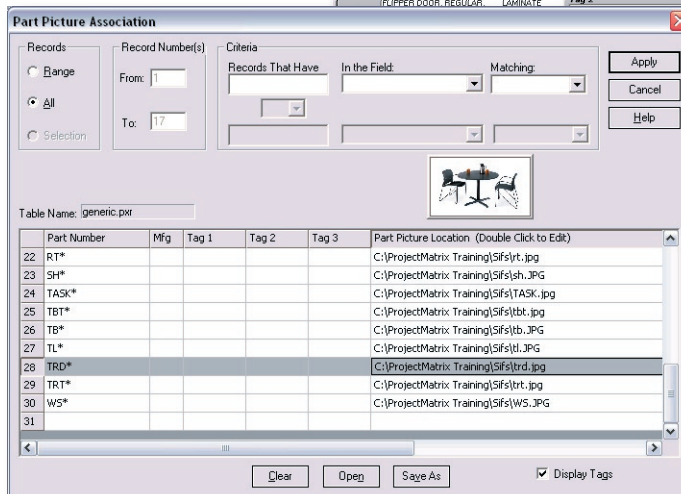 FLIPPER DOOR, REGULAR, LAMINATE Tag 2
Part Picture Association
Records
Range
All
Selection
Record Number(s)
From: 1
To: 17
Criteria
Records That Have In the Field: Matching:
Apply
Cancel
Help
Table Name: generic.pxr
Part Number Mfg Tag 1 Tag 2 Tag 3 Part Picture Location (Double Click to Edit)
22 RT* C:\ProjectMatrix Training\Sifs\rt.jpg
23 SH* C:\ProjectMatrix Training\Sifs\sh.JPG
24 TASK* C:\ProjectMatrix Training\Sifs\TASK.jpg
25 TBT* C:\ProjectMatrix Training\Sifs\tbt.jpg
26 TB* C:\ProjectMatrix Training\Sifs\tb.JPG
27 TL* C:\ProjectMatrix Training\Sifs\tl.JPG
28 TRD* C:\ProjectMatrix Training\Sifs\trd.jpg
29 TRT* C:\ProjectMatrix Training\Sifs\trt.jpg
30 WS* C:\ProjectMatrix Training\Sifs\WS.JPG
31
Clear Open Save As Display Tags